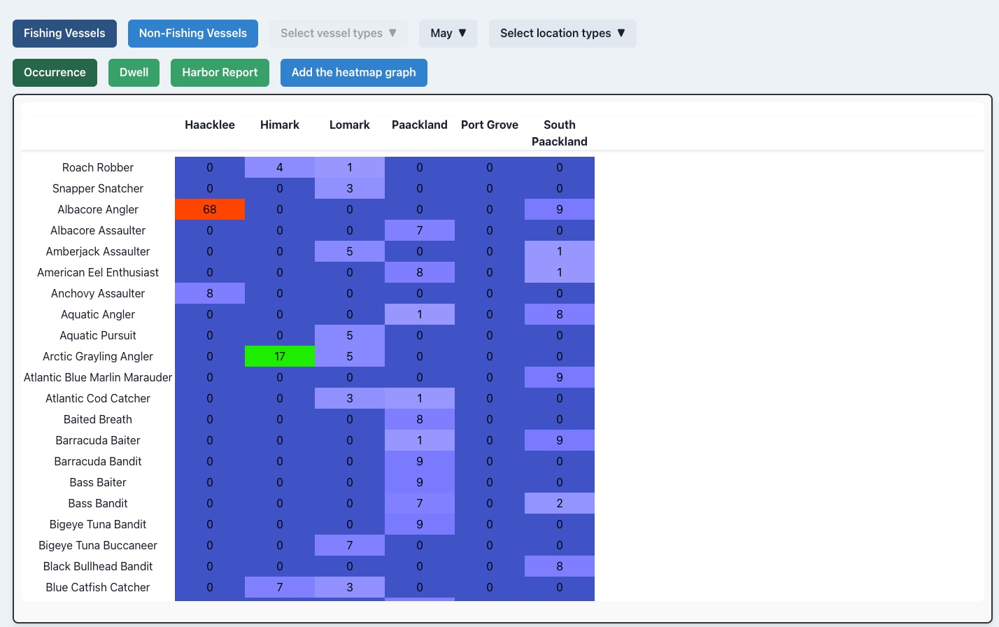 Fishing Vessels Non-Fishing Vessels Select vessel types ▼ May ▼ Select location types ▼
Occurrence Dwell Harbor Report Add the heatmap graph
Haacklee Himark Lomark Paackland Port Grove South
Paackland
Roach Robber 0 4 1 0 0 0
Snapper Snatcher 0 0 3 0 0 0
Albacore Angler 68 0 0 0 0 9
Albacore Assaulter 0 0 0 7 0 0
Amberjack Assaulter 0 0 5 0 0 1
American Eel Enthusiast 0 0 0 8 0 1
Anchovy Assaulter 8 0 0 0 0 0
Aquatic Angler 0 0 0 1 0 8
Aquatic Pursuit 0 0 5 0 0 0
Arctic Grayling Angler 0 17 5 0 0 0
Atlantic Blue Marlin Marauder 0 0 0 0 0 9
Atlantic Cod Catcher 0 0 3 1 0 0
Baited Breath 0 0 0 8 0 0
Barracuda Baiter 0 0 0 1 0 9
Barracuda Bandit 0 0 0 9 0 0
Bass Baiter 0 0 0 9 0 0
Bass Bandit 0 0 0 7 0 2
Bigeye Tuna Bandit 0 0 0 9 0 0
Bigeye Tuna Buccaneer 0 0 7 0 0 0
Black Bullhead Bandit 0 0 0 0 0 8
Blue Catfish Catcher 0 7 3 0 0 0